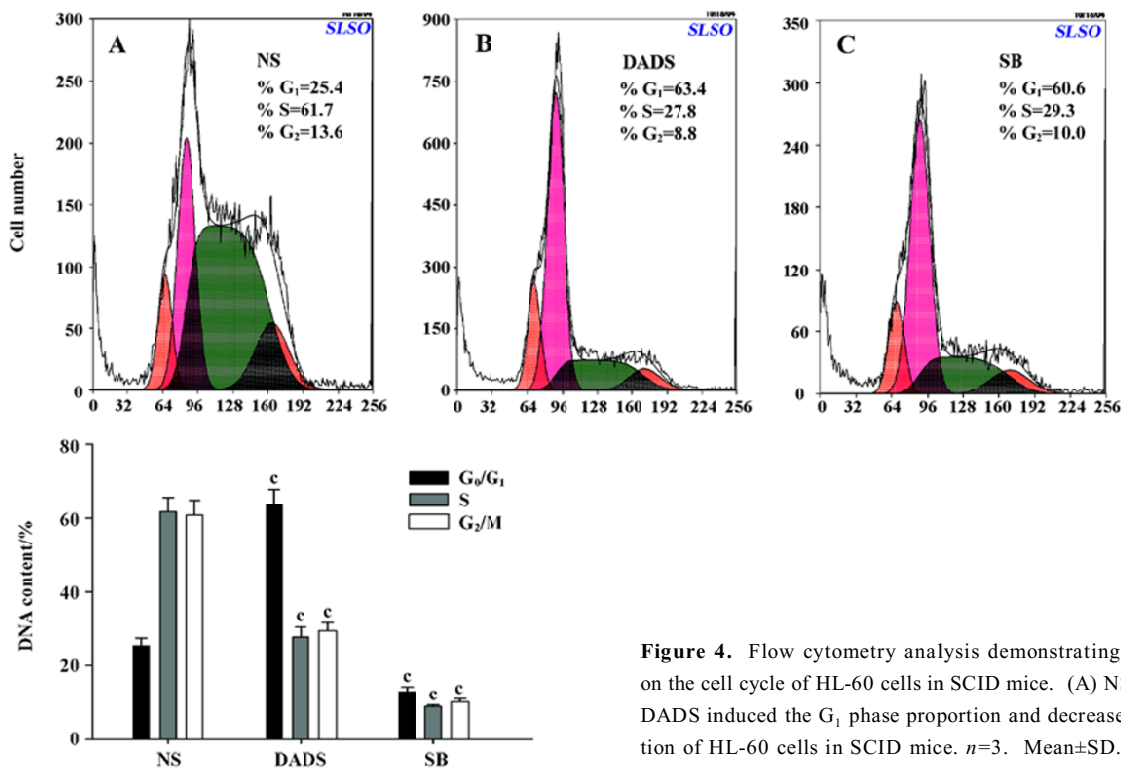 SLSO
A
NS
% G₁=25.4
% S=61.7
% G₂=13.6
300
250
200
150
100
50
0
Cell number
0 32 64 96 128 160 192 224 256
SLSO
B
DADS
% G₁=63.4
% S=27.8
% G₂=8.8
900
750
600
450
300
150
0
0 32 64 96 128 160 192 224 256
SLSO
C
SB
% G₁=60.6
% S=29.3
% G₂=10.0
350
300
240
180
120
60
0
0 32 64 96 128 160 192 224 256
80
60
40
20
0
DNA content/%
G₀/G₁
S
G₂/M
c
c
c
c
c
c
NS DADS SB
Figure 4. Flow cytometry analysis demonstrating
on the cell cycle of HL-60 cells in SCID mice. (A) NS
DADS induced the G₁ phase proportion and decrease
tion of HL-60 cells in SCID mice. n=3. Mean±SD.